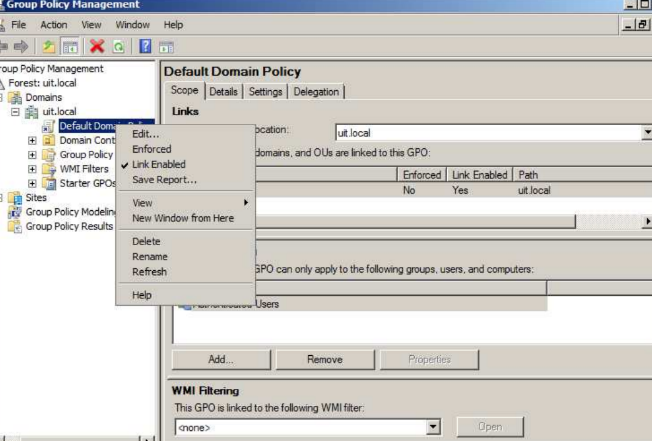 Group Policy Management
File Action View Window Help
roup Policy Management
Forest: uit.local
Domains
uit.local
Default Domain
Domain Cont
Group Policy
WMI Filters
Starter GPOs
Sites
Group Policy Modeling
Group Policy Results
Edit...
Enforced
Link Enabled
Save Report...
View
New Window from Here
Delete
Rename
Refresh
Help
Default Domain Policy
Scope Details Settings Delegation
Links
ocation: uit.local
domains, and OUs are linked to this GPO:
Enforced Link Enabled Path
No Yes uit.local
GPO can only apply to the following groups, users, and computers:
Users
Add... Remove Properties
WMI Filtering
This GPO is linked to the following WMI filter:
<none> Open